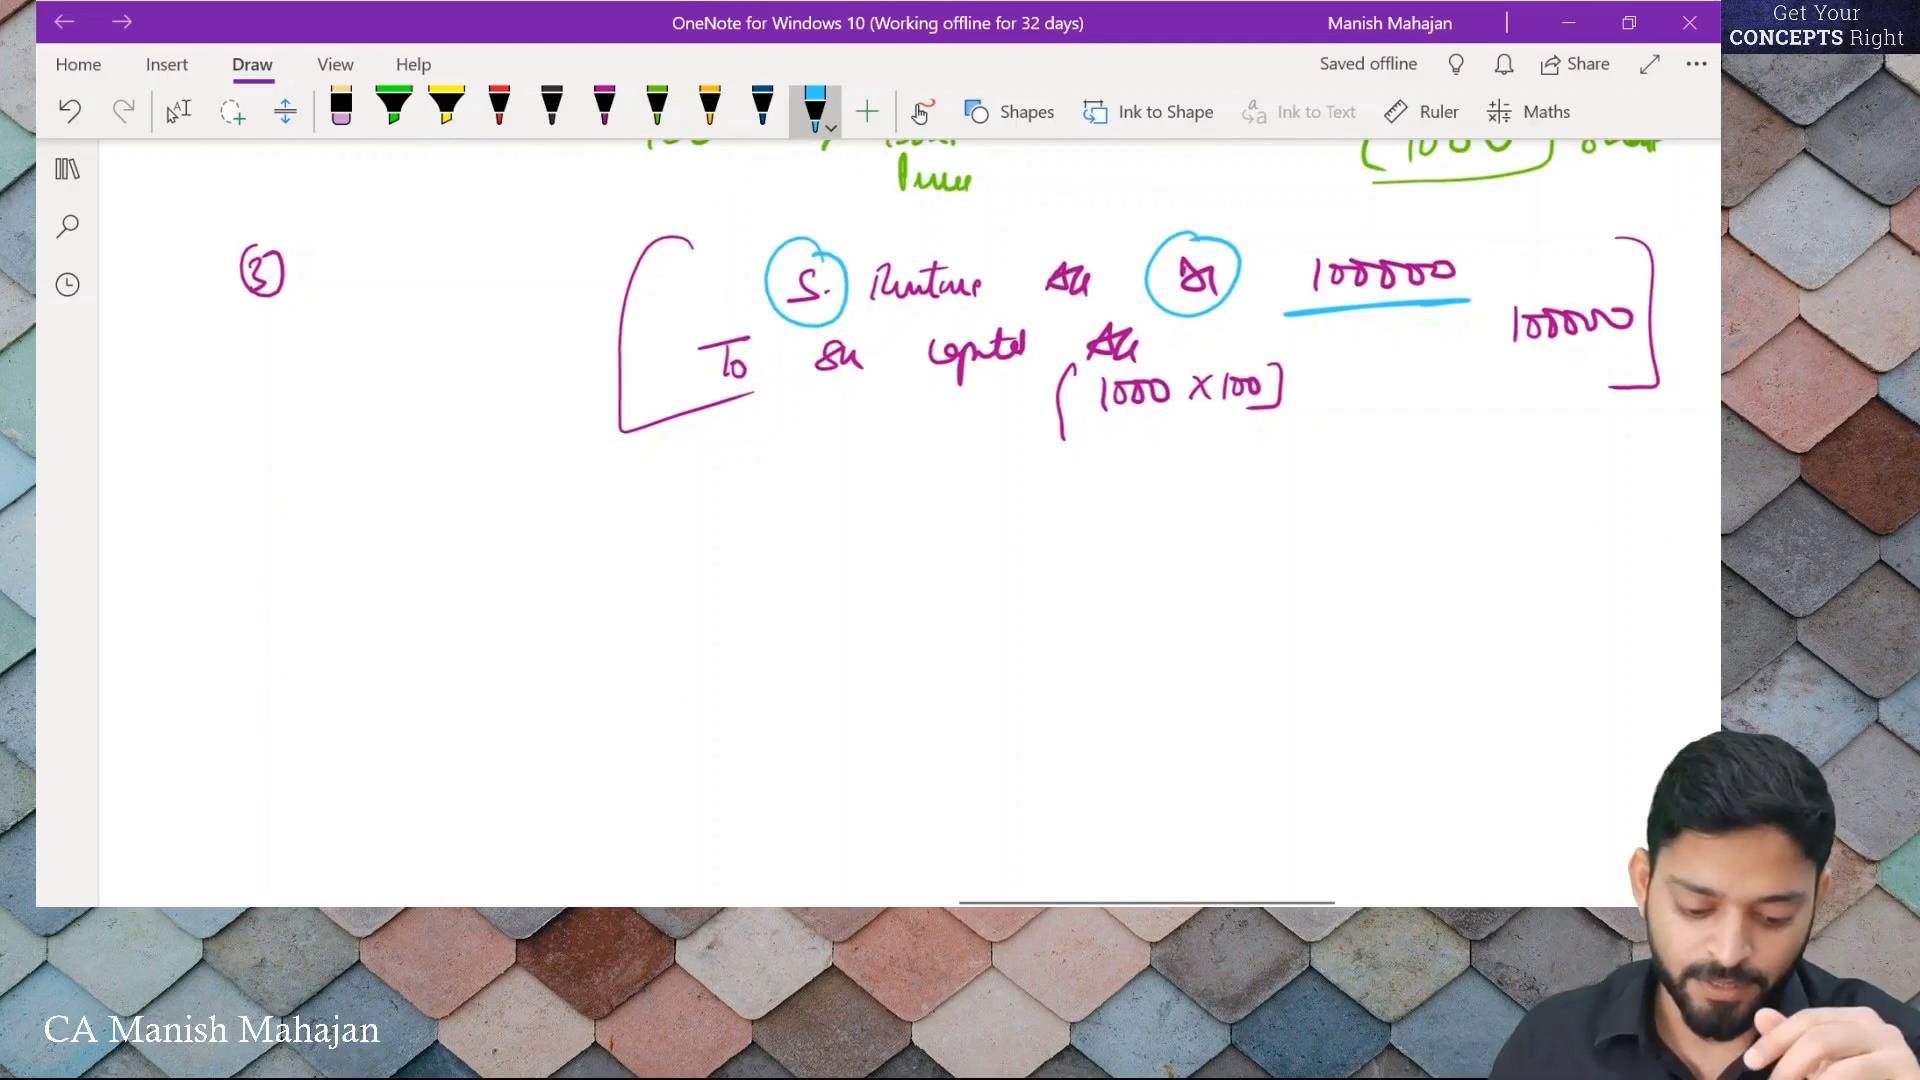 OneNote for Windows 10 (Working offline for 32 days)
Manish Mahajan
Get Your
CONCEPTS Right
Home Insert Draw View Help
Saved offline
Share
Shapes
Ink to Shape
Ink to Text
Ruler
Maths
100
1000
3
S. 100000
To 100000
[1000 X 100]
CA Manish Mahajan